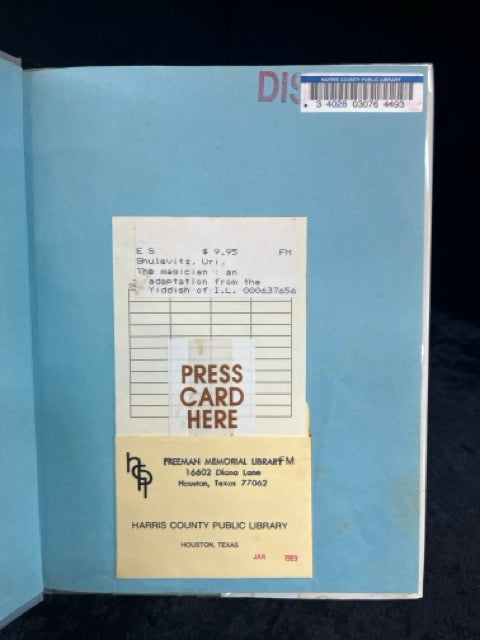 DIS
HARRIS COUNTY PUBLIC LIBRARY
3 4028 03076 4493
E S $ 9.95 FM
Shulevitz, Uri.
The magician : an
adaptation from the
Yiddish of I.L. 000637656
PRESS
CARD
HERE
hcpl
FREEMAN MEMORIAL LIBRARY FM
16602 Diana Lane
Houston, Texas 77062
HARRIS COUNTY PUBLIC LIBRARY
HOUSTON, TEXAS
JAN 1989